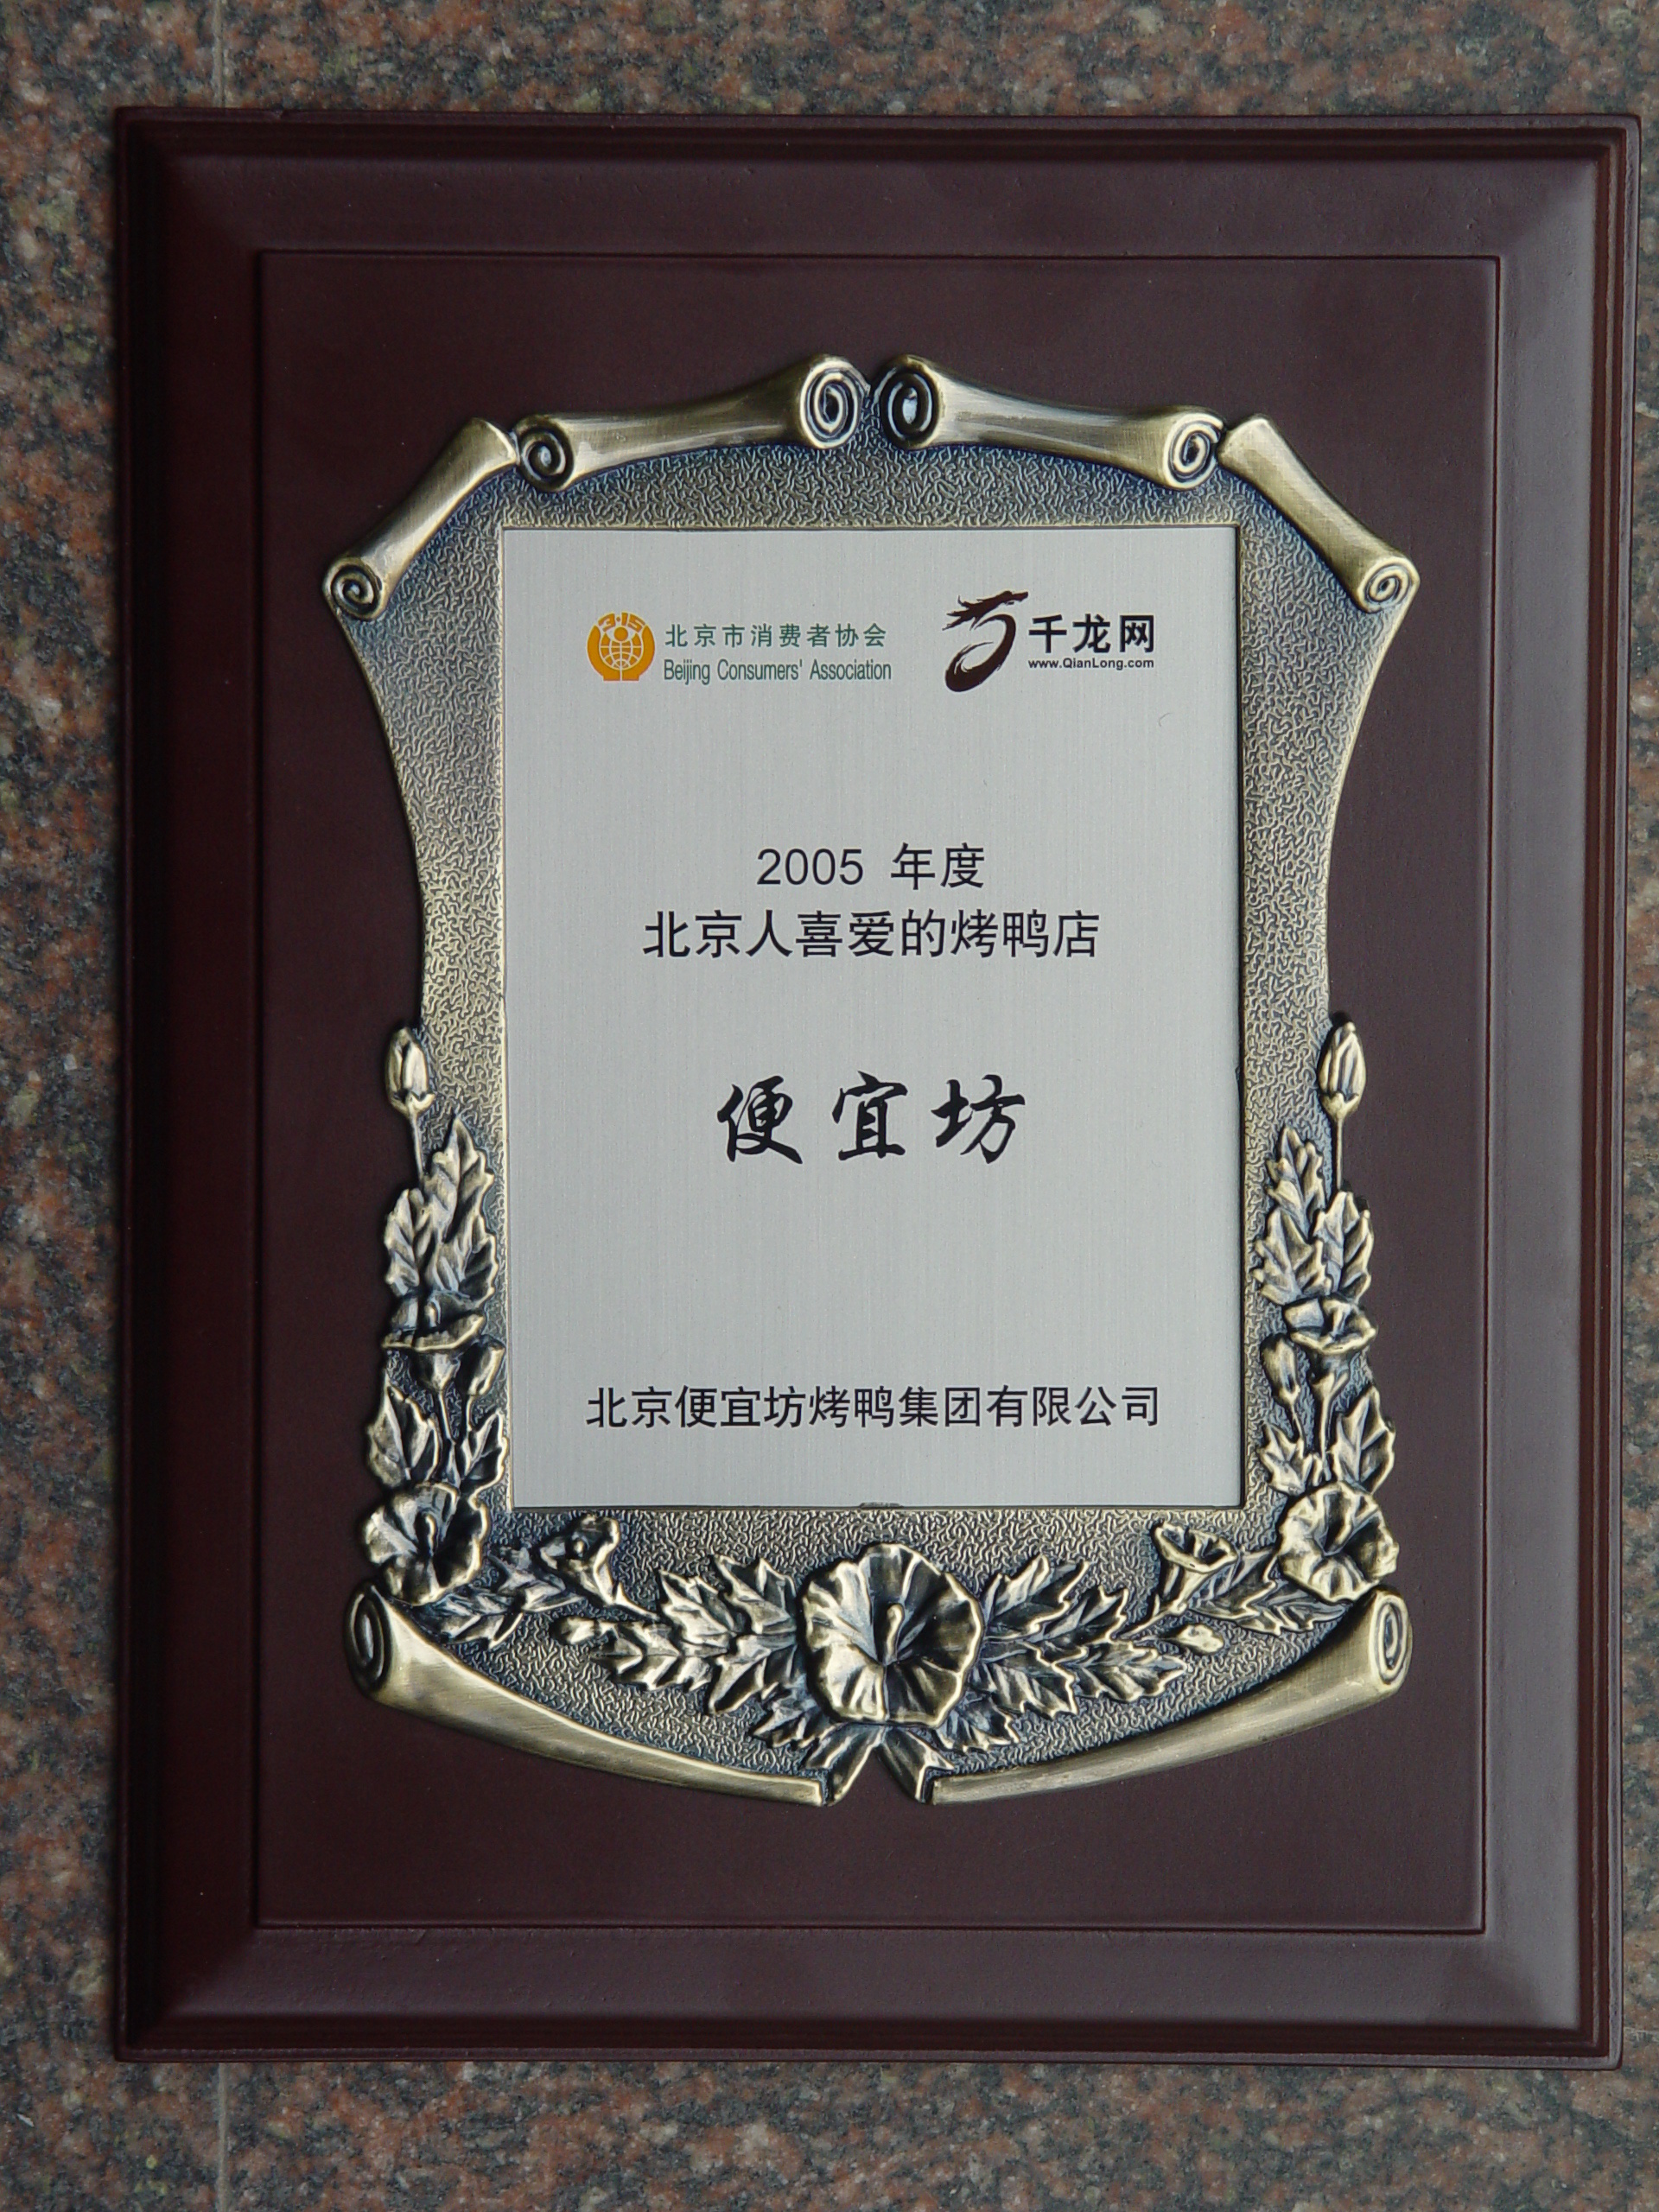 3·15
北京市消费者协会
Beijing Consumers' Association
千龙网
www.QianLong.com
2005 年度
北京人喜爱的烤鸭店
便宜坊
北京便宜坊烤鸭集团有限公司